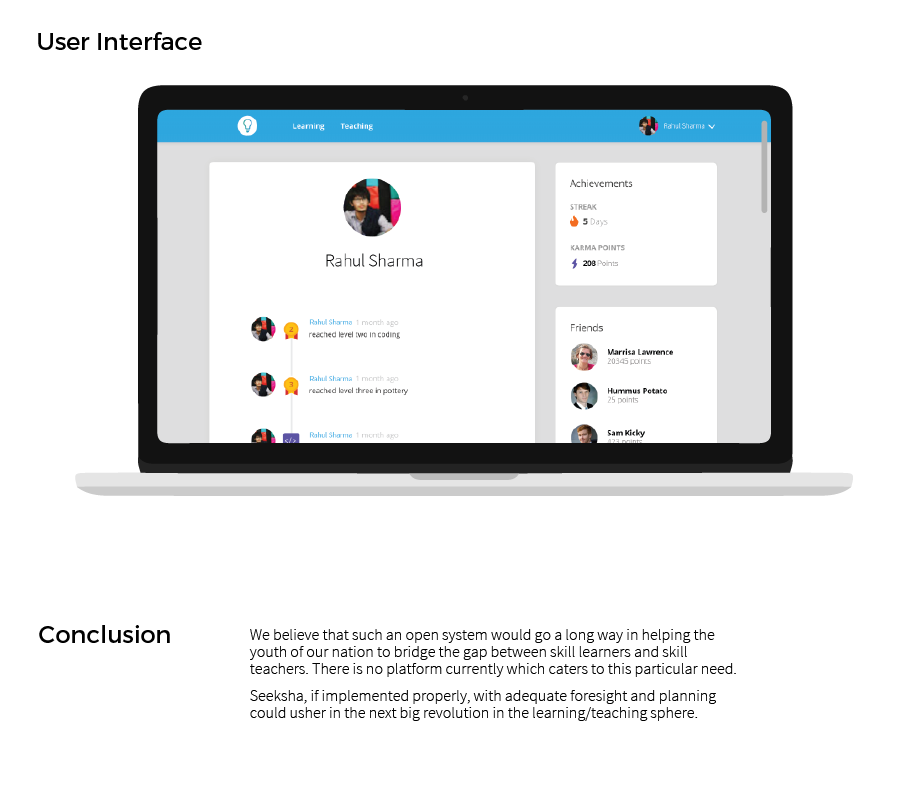 User Interface
Learning Teaching
Rahul Sharma
Rahul Sharma
Rahul Sharma 1 month ago
reached level two in coding
Rahul Sharma 1 month ago
reached level three in pottery
Rahul Sharma 1 month ago
Achievements
STREAK
5 Days
KARMA POINTS
208 Points
Friends
Marrisa Lawrence
20345 points
Hummus Potato
25 points
Sam Kicky
423 points
2
3
</>
Conclusion
We believe that such an open system would go a long way in helping the
youth of our nation to bridge the gap between skill learners and skill
teachers. There is no platform currently which caters to this particular need.
Seeksha, if implemented properly, with adequate foresight and planning
could usher in the next big revolution in the learning/teaching sphere.